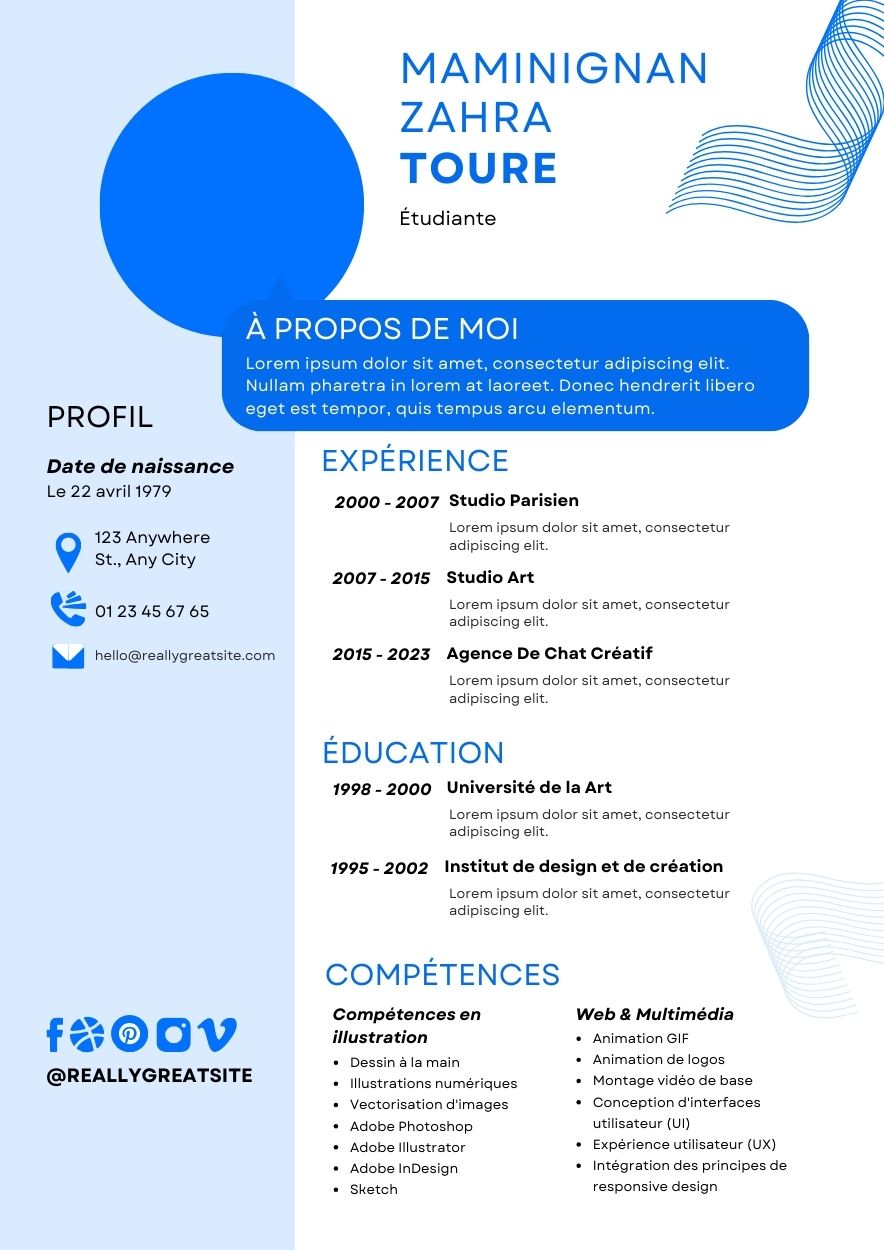 MAMINIGNAN
ZAHRA
TOURE
Étudiante
À PROPOS DE MOI
Lorem ipsum dolor sit amet, consectetur adipiscing elit.
Nullam pharetra in lorem at laoreet. Donec hendrerit libero
eget est tempor, quis tempus arcu elementum.
PROFIL
Date de naissance
Le 22 avril 1979
123 Anywhere
St., Any City
01 23 45 67 65
hello@reallygreatsite.com
@REALLYGREATSITE
EXPÉRIENCE
2000 - 2007 Studio Parisien
Lorem ipsum dolor sit amet, consectetur
adipiscing elit.
2007 - 2015 Studio Art
Lorem ipsum dolor sit amet, consectetur
adipiscing elit.
2015 - 2023 Agence De Chat Créatif
Lorem ipsum dolor sit amet, consectetur
adipiscing elit.
ÉDUCATION
1998 - 2000 Université de la Art
Lorem ipsum dolor sit amet, consectetur
adipiscing elit.
1995 - 2002 Institut de design et de création
Lorem ipsum dolor sit amet, consectetur
adipiscing elit.
COMPÉTENCES
Compétences en
illustration
• Dessin à la main
• Illustrations numériques
• Vectorisation d'images
• Adobe Photoshop
• Adobe Illustrator
• Adobe InDesign
• Sketch
Web & Multimédia
• Animation GIF
• Animation de logos
• Montage vidéo de base
• Conception d'interfaces
utilisateur (UI)
• Expérience utilisateur (UX)
• Intégration des principes de
responsive design